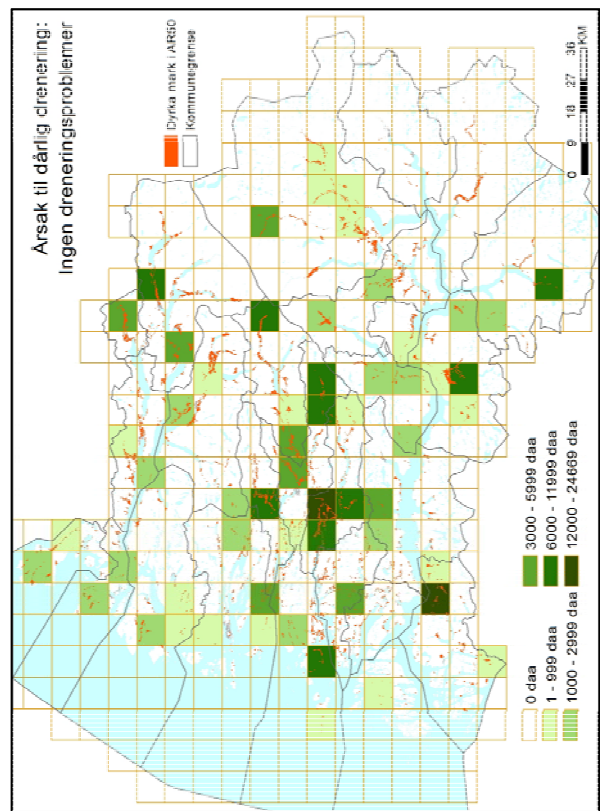 Årsak til dårlig drenering:
Ingen dreneringsproblemer
Dyrka mark i AR50
Kommunegrense
0 9 18 27 36
KM
0 daa
1 - 999 daa
1000 - 2999 daa
3000 - 5999 daa
6000 - 11999 daa
12000 - 24669 daa